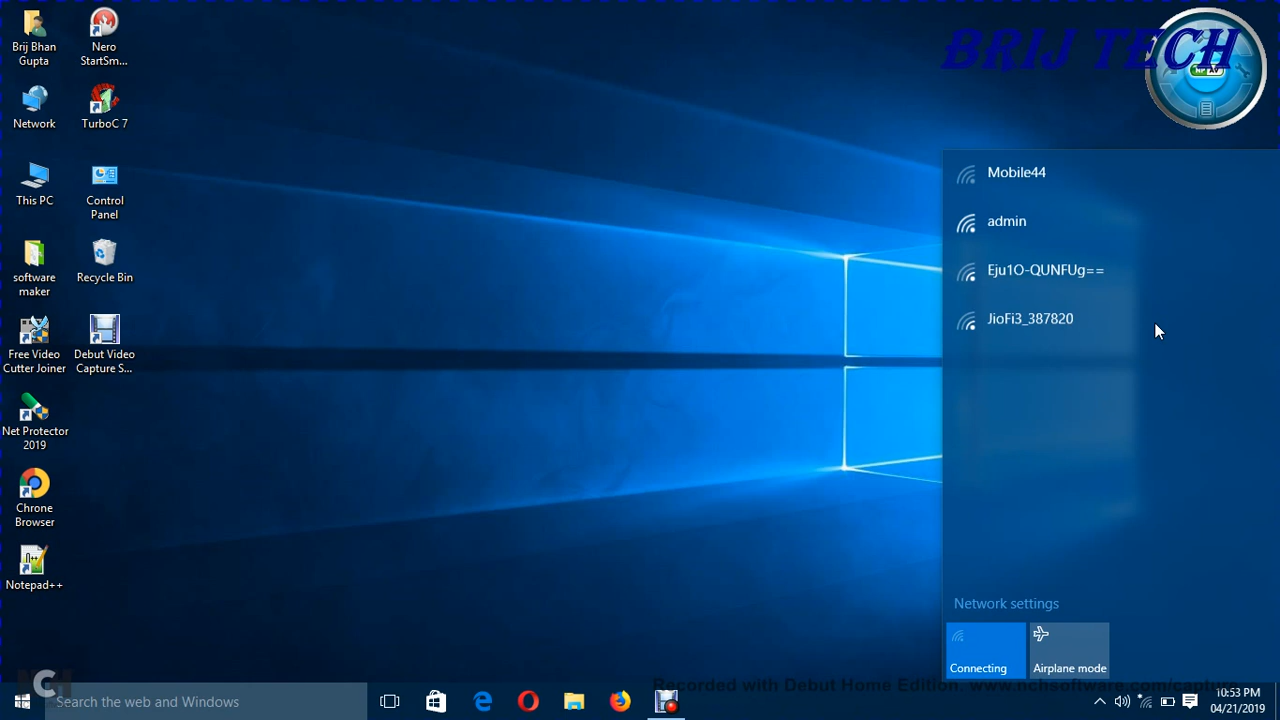 Brij Bhan
Gupta
Nero
StartSm...
Network
TurboC 7
This PC
Control
Panel
software
maker
Recycle Bin
Free Video
Cutter Joiner
Debut Video
Capture S...
Net Protector
2019
Chrone
Browser
Notepad++
BRIJ TECH
NP AV
Mobile44
admin
Eju1O-QUNFUg==
JioFi3_387820
Network settings
Connecting
Airplane mode
Recorded with Debut Home Edition. www.nchsoftware.com/capture
NCH
Search the web and Windows
10:53 PM
04/21/2019